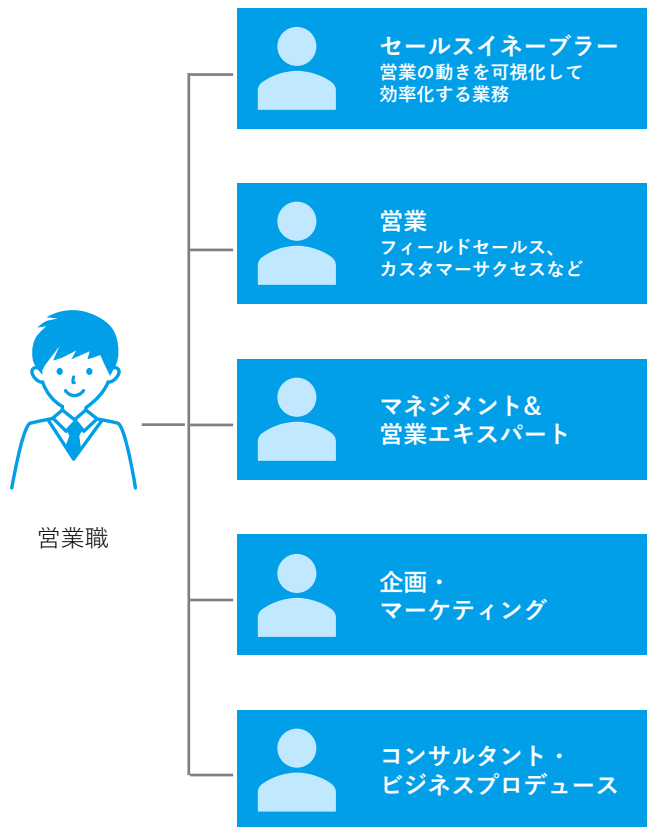 セールスイネーブラー
営業の動きを可視化して
効率化する業務
営業
フィールドセールス、
カスタマーサクセスなど
マネジメント&
営業エキスパート
営業職
企画・
マーケティング
コンサルタント・
ビジネスプロデュース